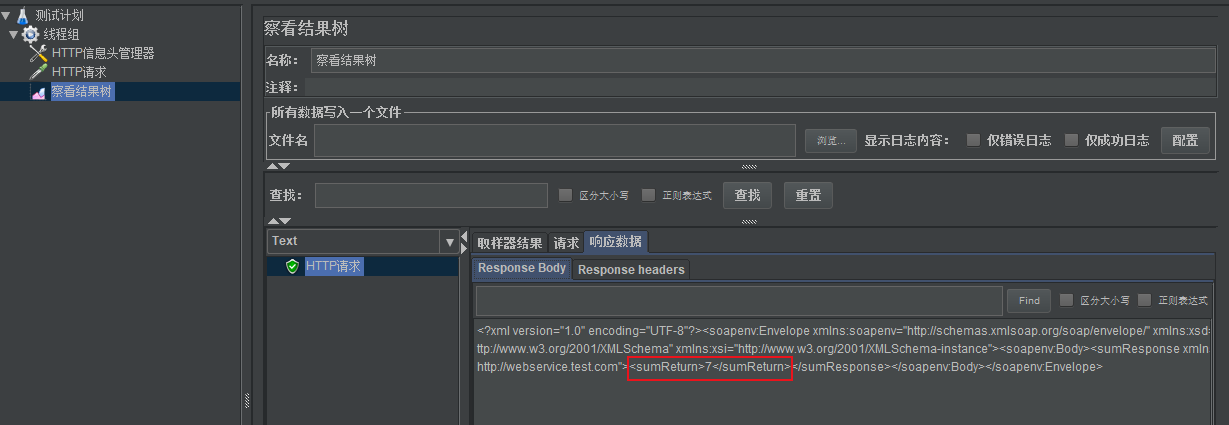 测试计划
线程组
HTTP信息头管理器
HTTP请求
察看结果树
察看结果树
名称: 察看结果树
注释:
所有数据写入一个文件
文件名 浏览... 显示日志内容: 仅错误日志 仅成功日志 配置
查找: 区分大小写 正则表达式 查找 重置
Text
HTTP请求
取样器结果 请求 响应数据
Response Body Response headers
Find 区分大小写 正则表达式
<?xml version="1.0" encoding="UTF-8"?><soapenv:Envelope xmlns:soapenv="http://schemas.xmlsoap.org/soap/envelope/" xmlns:xsd=
ttp://www.w3.org/2001/XMLSchema" xmlns:xsi="http://www.w3.org/2001/XMLSchema-instance"><soapenv:Body><sumResponse xmln
http://webservice.test.com"><sumReturn>7</sumReturn></sumResponse></soapenv:Body></soapenv:Envelope>